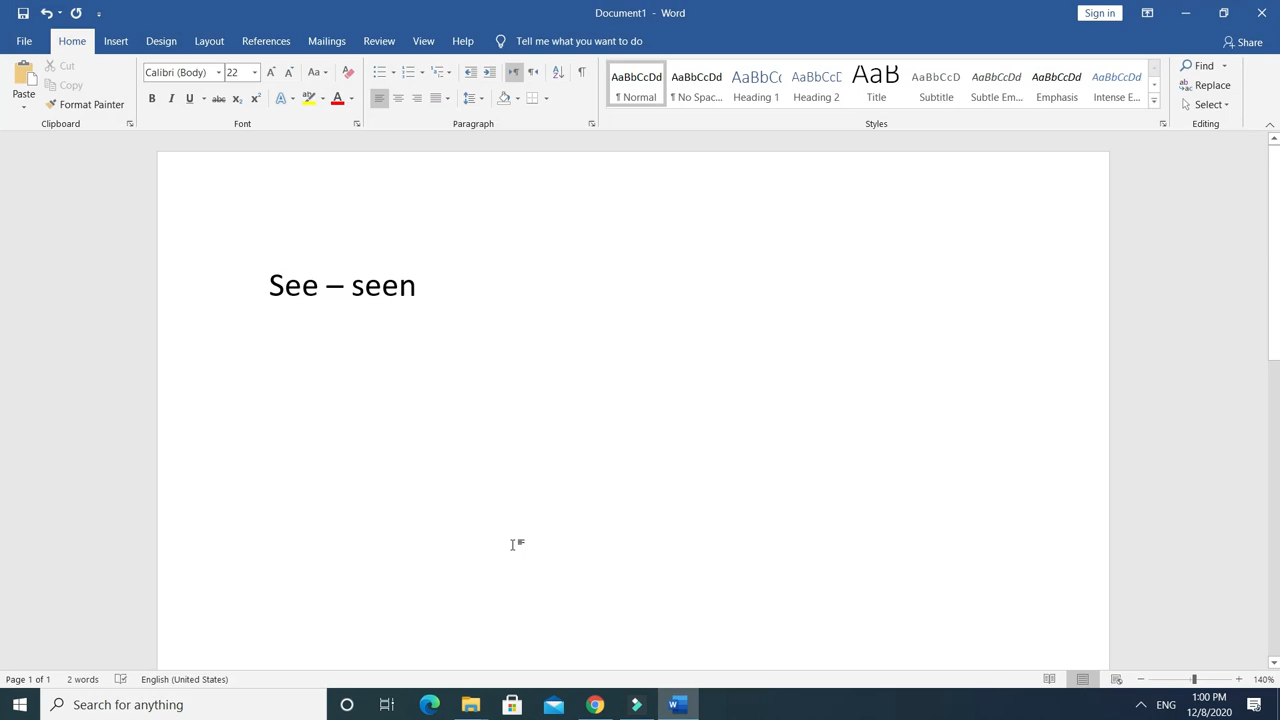 Document1 - Word
Sign in
File Home Insert Design Layout References Mailings Review View Help Tell me what you want to do
Share
Paste
Cut
Copy
Format Painter
Clipboard
Calibri (Body) 22
Font
Paragraph
AaBbCcDd AaBbCcDd AaBbCc AaBbCcD AaB AaBbCcD AaBbCcDd AaBbCcDd AaBbCcDd
¶ Normal ¶ No Spac... Heading 1 Heading 2 Title Subtitle Subtle Em... Emphasis Intense E...
Styles
Find
Replace
Select
Editing
See – seen
Page 1 of 1 2 words English (United States)
140%
Search for anything
ENG
1:00 PM
12/8/2020